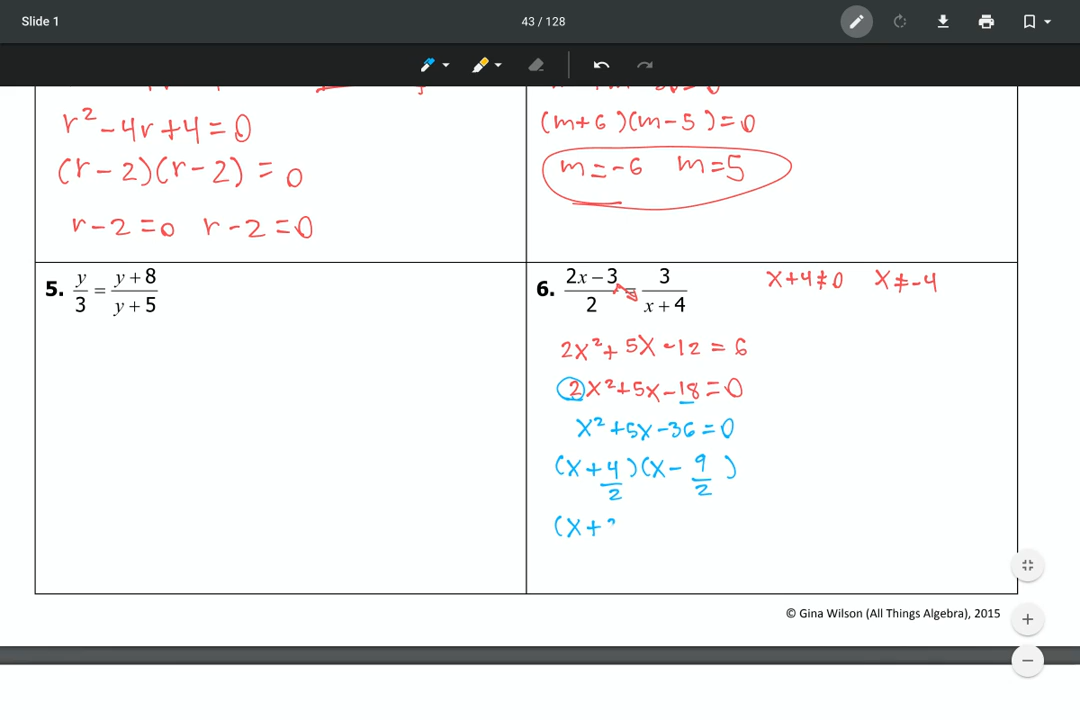 Slide 1
43 / 128
r² - 4r + 4 = 0
(r - 2)(r - 2) = 0
r - 2 = 0 r - 2 = 0
(m + 6)(m - 5) = 0
m = -6 m = 5
5. y/3 = (y + 8)/(y + 5)
6. (2x - 3)/2 = 3/(x + 4)
x + 4 ≠ 0 x ≠ -4
2x² + 5x - 12 = 6
2x² + 5x - 18 = 0
x² + 5x - 36 = 0
(x + 4/2)(x - 9/2)
(x +
© Gina Wilson (All Things Algebra), 2015